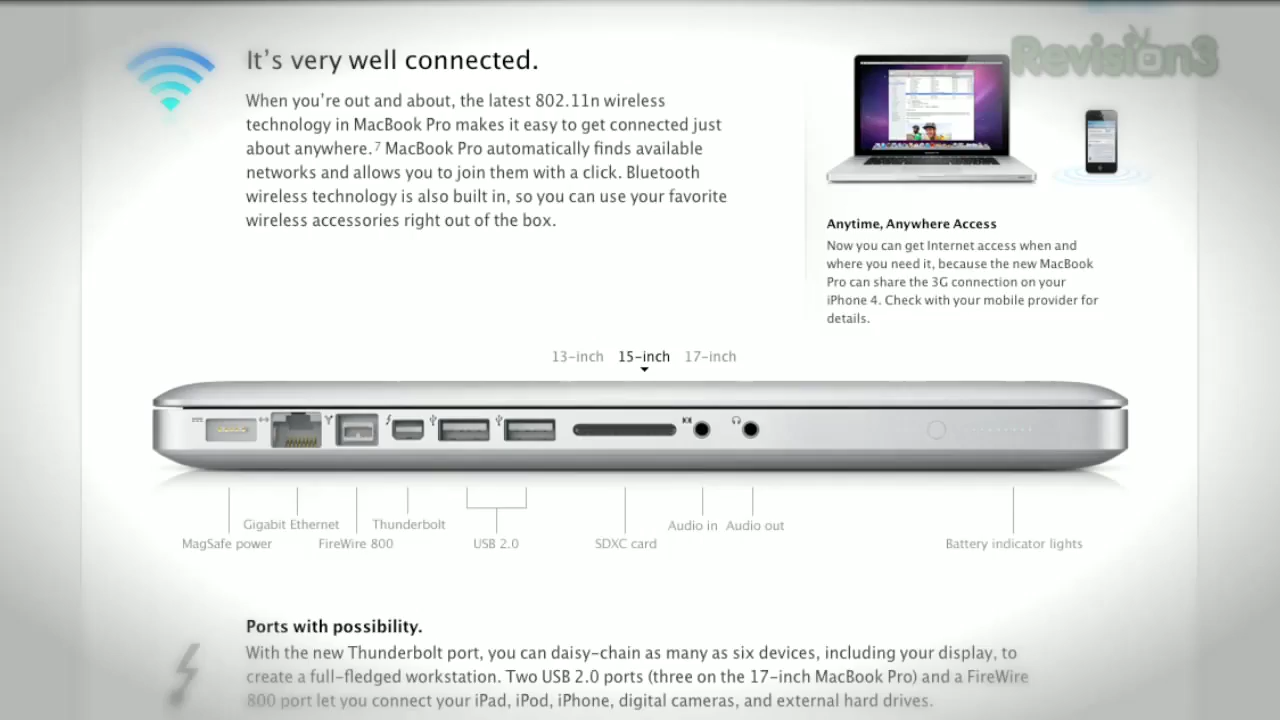 Revision3
It's very well connected.
When you're out and about, the latest 802.11n wireless
technology in MacBook Pro makes it easy to get connected just
about anywhere.7 MacBook Pro automatically finds available
networks and allows you to join them with a click. Bluetooth
wireless technology is also built in, so you can use your favorite
wireless accessories right out of the box.
Anytime, Anywhere Access
Now you can get Internet access when and
where you need it, because the new MacBook
Pro can share the 3G connection on your
iPhone 4. Check with your mobile provider for
details.
13-inch 15-inch 17-inch
Gigabit Ethernet Thunderbolt Audio in Audio out
MagSafe power FireWire 800 USB 2.0 SDXC card Battery indicator lights
Ports with possibility.
With the new Thunderbolt port, you can daisy-chain as many as six devices, including your display, to
create a full-fledged workstation. Two USB 2.0 ports (three on the 17-inch MacBook Pro) and a FireWire
800 port let you connect your iPad, iPod, iPhone, digital cameras, and external hard drives.